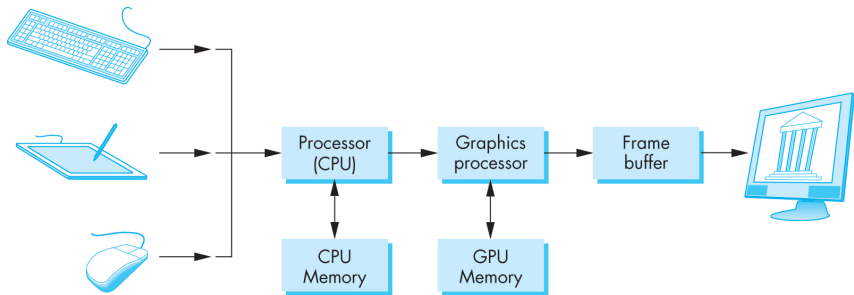 Processor
(CPU)
Graphics
processor
Frame
buffer
CPU
Memory
GPU
Memory